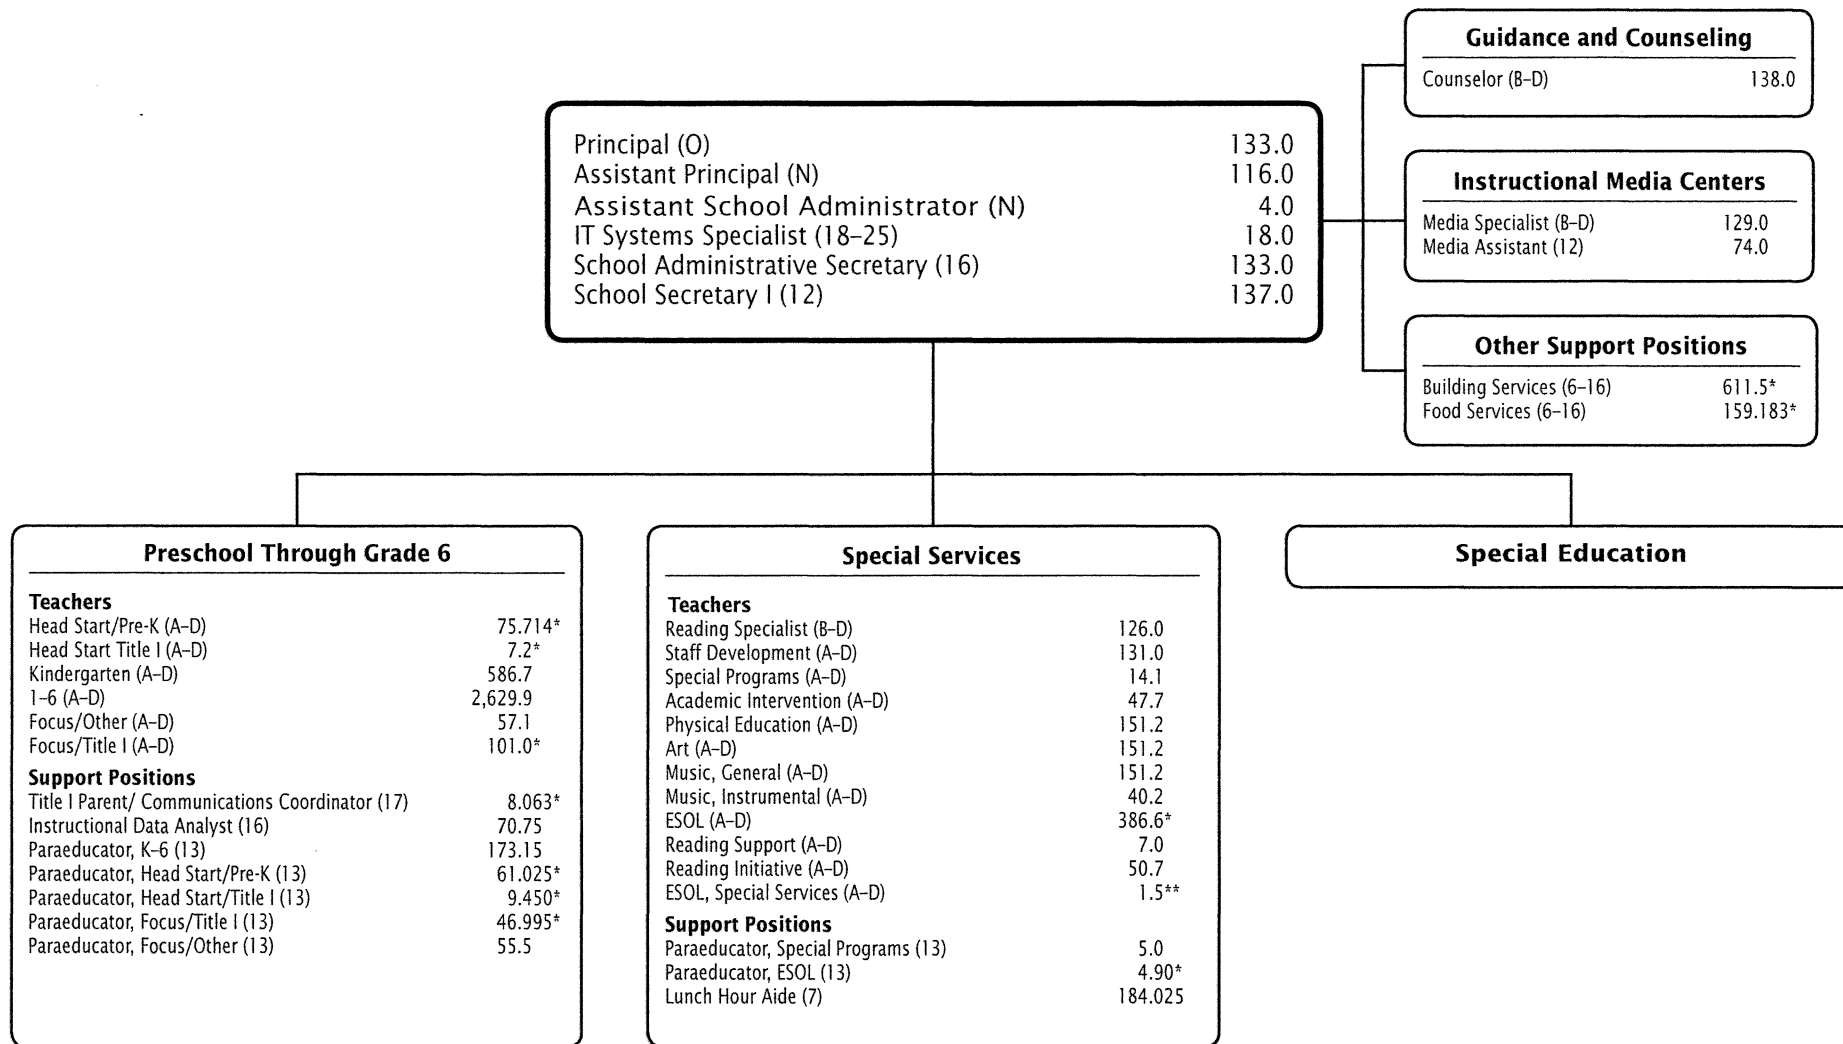 Guidance and Counseling
Counselor (B–D) 138.0
Principal (O) 133.0
Assistant Principal (N) 116.0
Assistant School Administrator (N) 4.0
IT Systems Specialist (18–25) 18.0
School Administrative Secretary (16) 133.0
School Secretary I (12) 137.0
Instructional Media Centers
Media Specialist (B–D) 129.0
Media Assistant (12) 74.0
Other Support Positions
Building Services (6–16) 611.5*
Food Services (6–16) 159.183*
Preschool Through Grade 6
Teachers
Head Start/Pre-K (A–D) 75.714*
Head Start Title I (A–D) 7.2*
Kindergarten (A–D) 586.7
1–6 (A–D) 2,629.9
Focus/Other (A–D) 57.1
Focus/Title I (A–D) 101.0*
Support Positions
Title I Parent/ Communications Coordinator (17) 8.063*
Instructional Data Analyst (16) 70.75
Paraeducator, K–6 (13) 173.15
Paraeducator, Head Start/Pre-K (13) 61.025*
Paraeducator, Head Start/Title I (13) 9.450*
Paraeducator, Focus/Title I (13) 46.995*
Paraeducator, Focus/Other (13) 55.5
Special Services
Teachers
Reading Specialist (B–D) 126.0
Staff Development (A–D) 131.0
Special Programs (A–D) 14.1
Academic Intervention (A–D) 47.7
Physical Education (A–D) 151.2
Art (A–D) 151.2
Music, General (A–D) 151.2
Music, Instrumental (A–D) 40.2
ESOL (A–D) 386.6*
Reading Support (A–D) 7.0
Reading Initiative (A–D) 50.7
ESOL, Special Services (A–D) 1.5**
Support Positions
Paraeducator, Special Programs (13) 5.0
Paraeducator, ESOL (13) 4.90*
Lunch Hour Aide (7) 184.025
Special Education